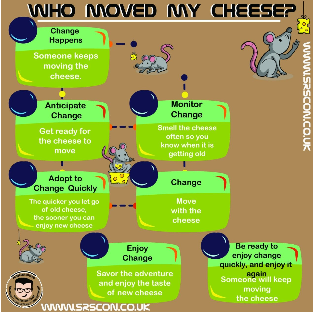 WHO MOVED MY CHEESE?
Change
Happens
Someone keeps
moving the
cheese.
Anticipate
Change
Get ready for
the cheese to
move
Monitor
Change
Smell the cheese
often so you
know when it is
getting old
Adopt to
Change Quickly
The quicker you let go
of old cheese,
the sooner you can
enjoy new cheese
Change
Move
with the
cheese
Enjoy
Change
Savor the adventure
and enjoy the taste
of new cheese
Be ready to
enjoy change
quickly, and enjoy it
again
Someone will keep
moving
the cheese
WWW.SRSCON.CO.UK
WWW.SRSCON.CO.UK